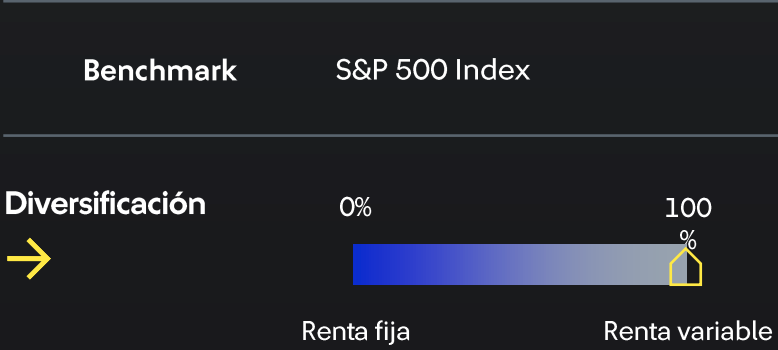 Benchmark S&P 500 Index
Diversificación 0% 100
%
Renta fija Renta variable